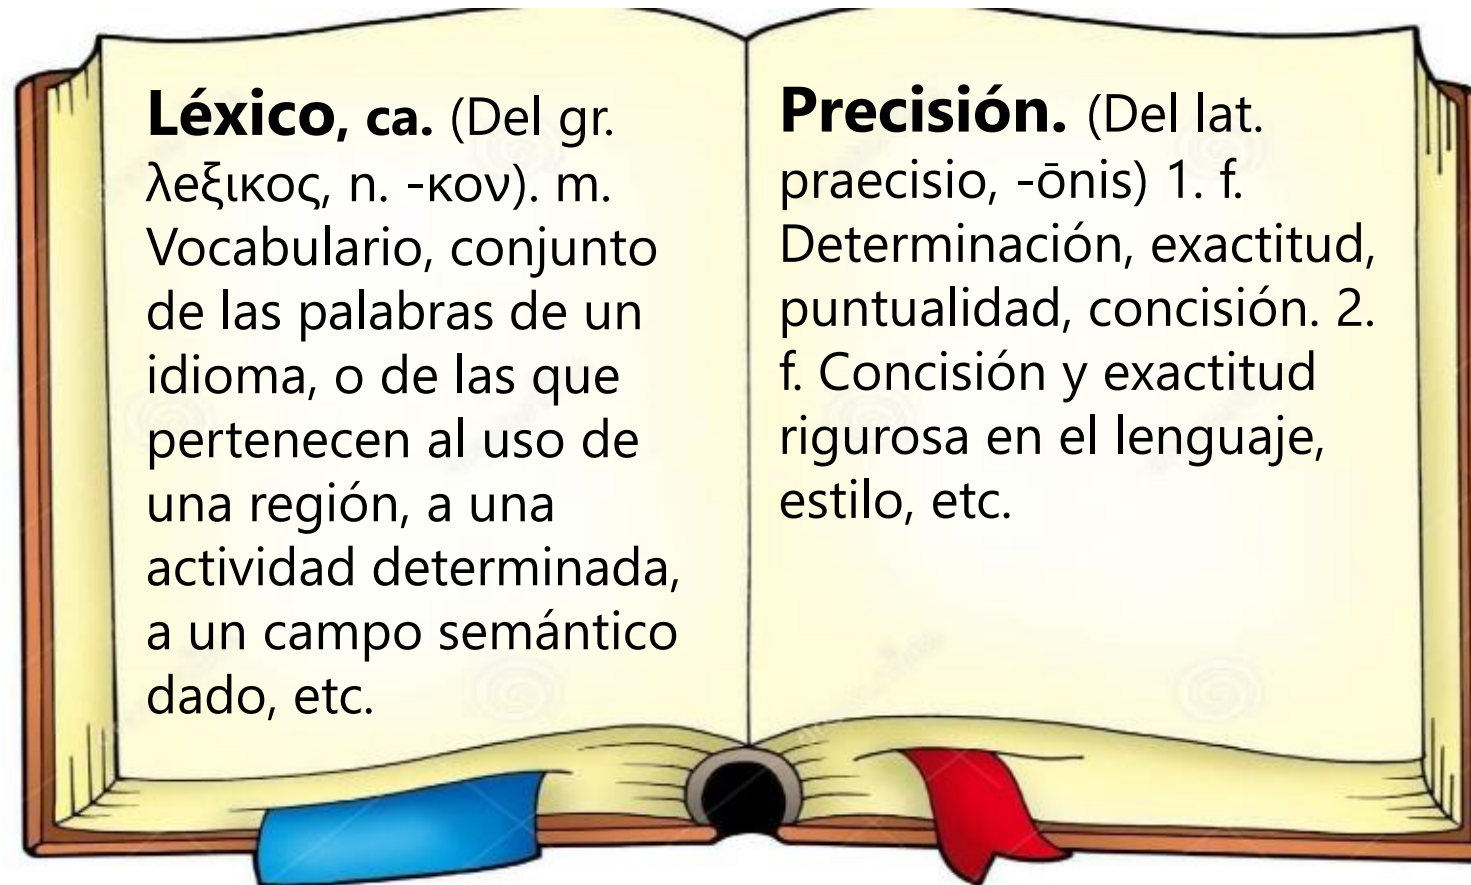 Léxico, ca. (Del gr.
λeξικος, n. -κον). m.
Vocabulario, conjunto
de las palabras de un
idioma, o de las que
pertenecen al uso de
una región, a una
actividad determinada,
a un campo semántico
dado, etc.
Precisión. (Del lat.
praecisio, -ōnis) 1. f.
Determinación, exactitud,
puntualidad, concisión. 2.
f. Concisión y exactitud
rigurosa en el lenguaje,
estilo, etc.